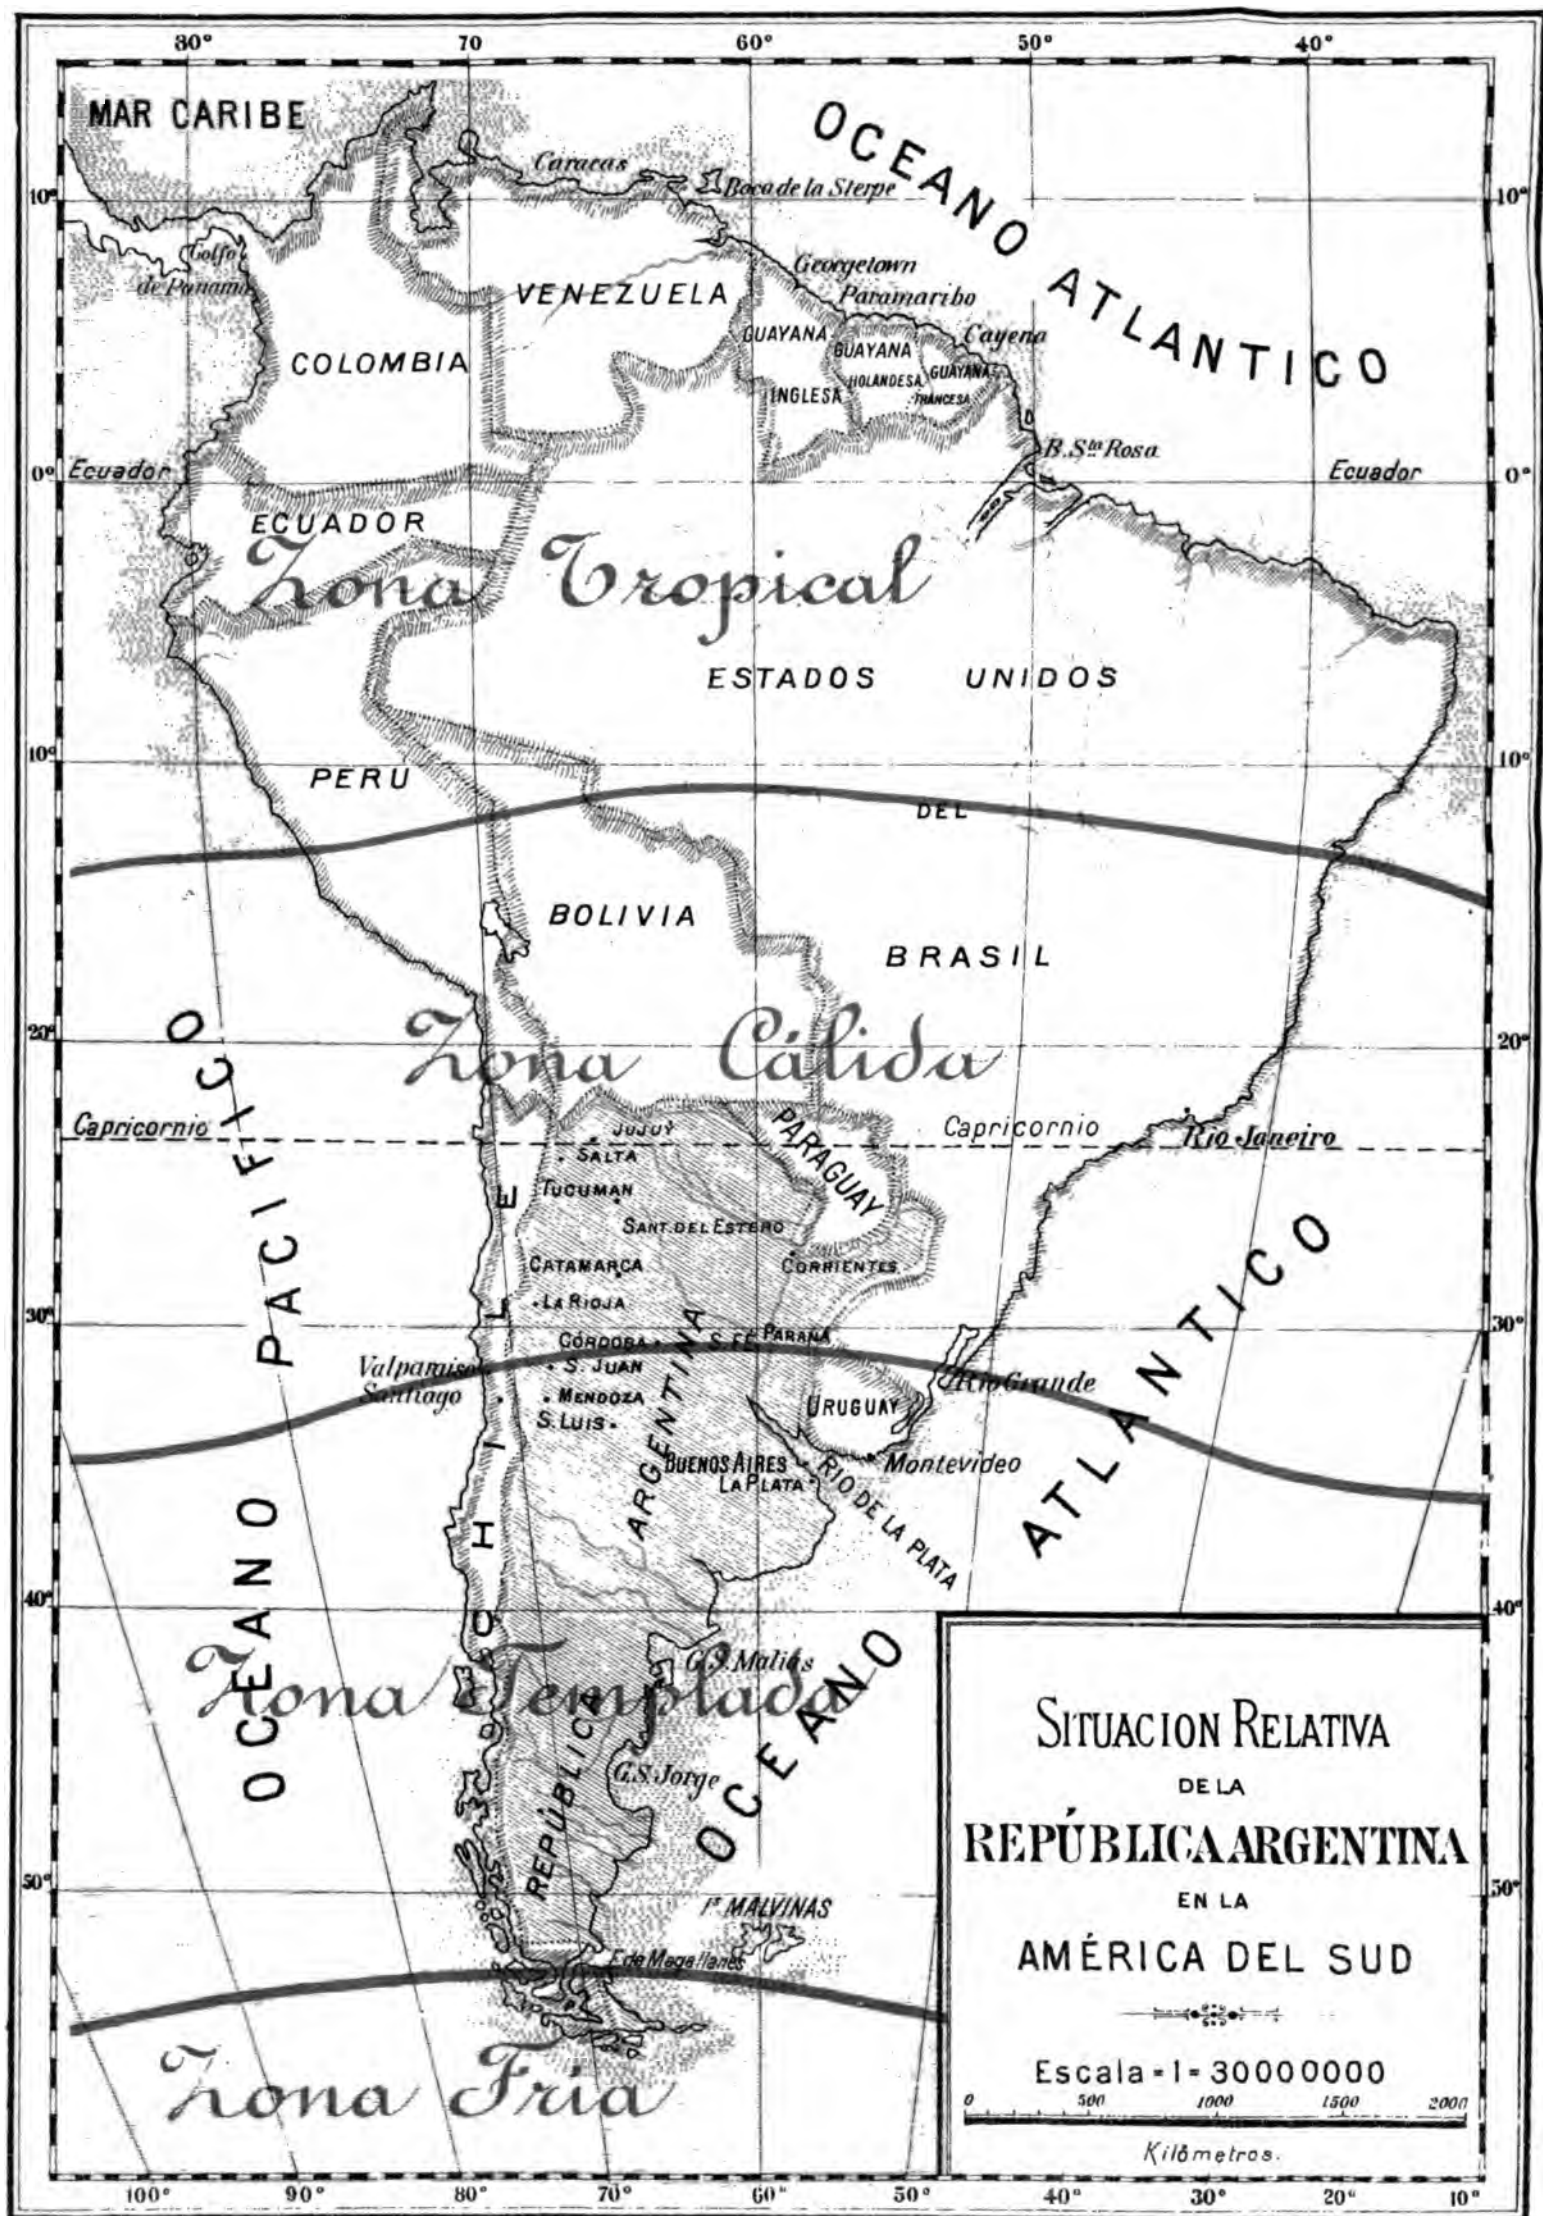 80° 70 60° 50° 40°
MAR CARIBE
OCEANO ATLANTICO
Caracas
Boca de la Sierpe
10° 10°
Golfo
de Panamá
Georgetown
VENEZUELA
Paramaribo
GUAYANA
INGLESA
Cayena
GUAYANA
HOLANDESA
GUAYANA
FRANCESA
COLOMBIA
B. Sta Rosa
Ecuador
Ecuador
0° 0°
ECUADOR
Zona Tropical
ESTADOS UNIDOS
10° 10°
PERU
DEL
BOLIVIA
BRASIL
20° 20°
Zona Cálida
Capricornio
Capricornio
Rio Janeiro
PARAGUAY
JUJUY
SALTA
TUCUMAN
SANT. DEL ESTERO
CATAMARCA
CORRIENTES
LA RIOJA
30° 30°
CÓRDOBA
S. FÉ
PARANÁ
Valparaiso
S. JUAN
Santiago
MENDOZA
Rio Grande
S. LUIS
URUGUAY
BUENOS AIRES
Montevideo
LA PLATA
RIO DE LA PLATA
CHILE
REPÚBLICA ARGENTINA
OCEANO PACIFICO
OCEANO ATLANTICO
40° 40°
Zona Templada
G. S. Matias
G. S. Jorge
50° 50°
Is MALVINAS
E. de Magallanes
Zona Fria
SITUACION RELATIVA
DE LA
REPÚBLICA ARGENTINA
EN LA
AMÉRICA DEL SUD
Escala = 1 = 30000000
0 500 1000 1500 2000
Kilómetros.
100° 90° 80° 70° 60° 50° 40° 30° 20° 10°